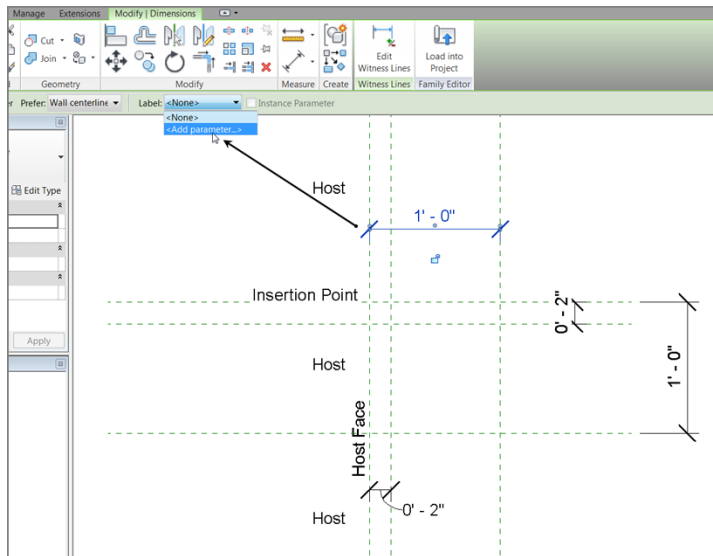 Manage Extensions Modify | Dimensions
Cut
Join
Edit Witness Lines
Load into Project
Geometry Modify Measure Create Witness Lines Family Editor
Prefer: Wall centerline Label: <None> Instance Parameter
<None>
<Add parameter...>
Edit Type
Host
1' - 0"
Insertion Point
0' - 2"
Apply
Host
1' - 0"
Host Face
0' - 2"
Host